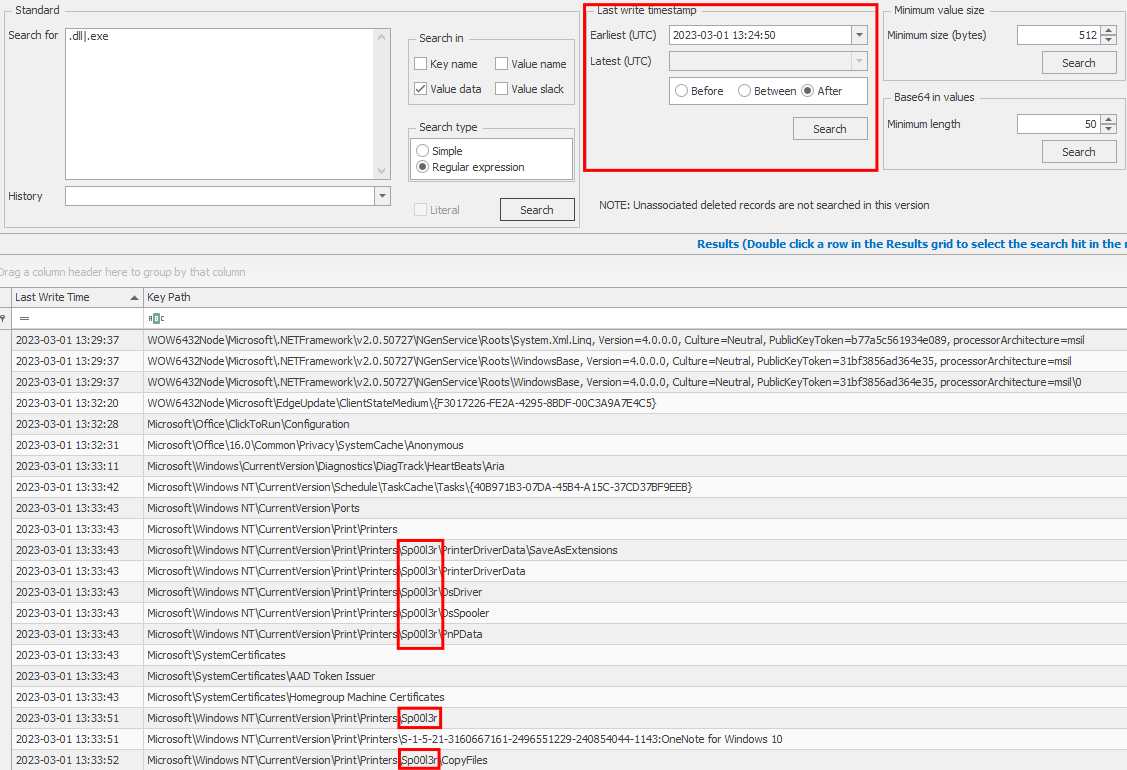 Standard
Search for
.dll|.exe
History
Search in
Key name
Value name
Value data
Value slack
Search type
Simple
Regular expression
Literal
Search
Last write timestamp
Earliest (UTC)
2023-03-01 13:24:50
Latest (UTC)
Before
Between
After
Search
Minimum value size
Minimum size (bytes)
512
Search
Base64 in values
Minimum length
50
Search
NOTE: Unassociated deleted records are not searched in this version
Results (Double click a row in the Results grid to select the search hit in the
Drag a column header here to group by that column
Last Write Time Key Path
=
2023-03-01 13:29:37 WOW6432Node\Microsoft\.NETFramework\v2.0.50727\NGenService\Roots\System.Xml.Linq, Version=4.0.0.0, Culture=Neutral, PublicKeyToken=b77a5c561934e089, processorArchitecture=msil
2023-03-01 13:29:37 WOW6432Node\Microsoft\.NETFramework\v2.0.50727\NGenService\Roots\WindowsBase, Version=4.0.0.0, Culture=Neutral, PublicKeyToken=31bf3856ad364e35, processorArchitecture=msil
2023-03-01 13:29:37 WOW6432Node\Microsoft\.NETFramework\v2.0.50727\NGenService\Roots\WindowsBase, Version=4.0.0.0, Culture=Neutral, PublicKeyToken=31bf3856ad364e35, processorArchitecture=msil\0
2023-03-01 13:32:20 WOW6432Node\Microsoft\EdgeUpdate\ClientStateMedium\{F3017226-FE2A-4295-8BDF-00C3A9A7E4C5}
2023-03-01 13:32:28 Microsoft\Office\ClickToRun\Configuration
2023-03-01 13:32:31 Microsoft\Office\16.0\Common\Privacy\SystemCache\Anonymous
2023-03-01 13:33:11 Microsoft\Windows\CurrentVersion\Diagnostics\DiagTrack\HeartBeats\Aria
2023-03-01 13:33:42 Microsoft\Windows NT\CurrentVersion\Schedule\TaskCache\Tasks\{40B971B3-07DA-45B4-A15C-37CD37BF9EEB}
2023-03-01 13:33:43 Microsoft\Windows NT\CurrentVersion\Ports
2023-03-01 13:33:43 Microsoft\Windows NT\CurrentVersion\Print\Printers
2023-03-01 13:33:43 Microsoft\Windows NT\CurrentVersion\Print\Printers\Sp00l3r\PrinterDriverData\SaveAsExtensions
2023-03-01 13:33:43 Microsoft\Windows NT\CurrentVersion\Print\Printers\Sp00l3r\PrinterDriverData
2023-03-01 13:33:43 Microsoft\Windows NT\CurrentVersion\Print\Printers\Sp00l3r\DsDriver
2023-03-01 13:33:43 Microsoft\Windows NT\CurrentVersion\Print\Printers\Sp00l3r\DsSpooler
2023-03-01 13:33:43 Microsoft\Windows NT\CurrentVersion\Print\Printers\Sp00l3r\PnPData
2023-03-01 13:33:43 Microsoft\SystemCertificates
2023-03-01 13:33:43 Microsoft\SystemCertificates\AAD Token Issuer
2023-03-01 13:33:43 Microsoft\SystemCertificates\Homegroup Machine Certificates
2023-03-01 13:33:51 Microsoft\Windows NT\CurrentVersion\Print\Printers\Sp00l3r
2023-03-01 13:33:51 Microsoft\Windows NT\CurrentVersion\Print\Printers\S-1-5-21-3160667161-2496551229-240854044-1143:OneNote for Windows 10
2023-03-01 13:33:52 Microsoft\Windows NT\CurrentVersion\Print\Printers\Sp00l3r\CopyFiles